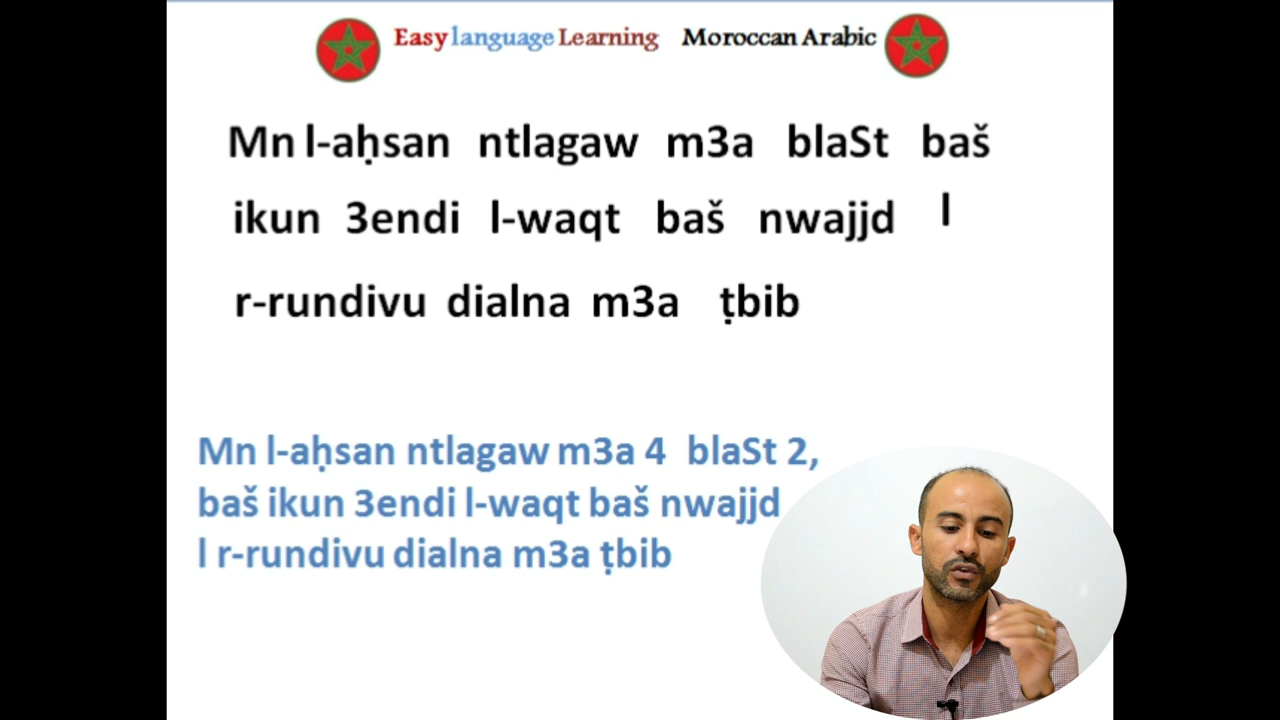 Easy language Learning Moroccan Arabic
Mn l-aḥsan ntlagaw m3a blaSt baš
ikun 3endi l-waqt baš nwajjd l
r-rundivu dialna m3a ṭbib
Mn l-aḥsan ntlagaw m3a 4 blaSt 2,
baš ikun 3endi l-waqt baš nwajjd
l r-rundivu dialna m3a ṭbib